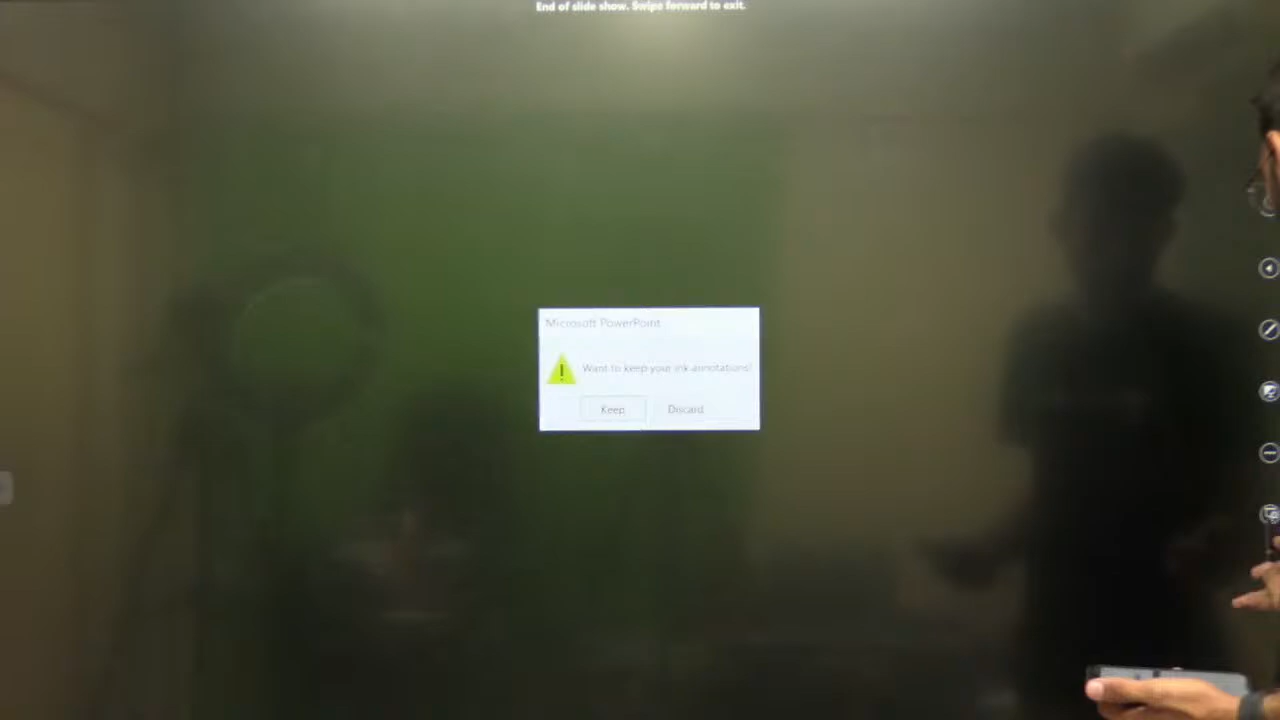 End of slide show. Swipe forward to exit.
Microsoft PowerPoint
Want to keep your ink annotations?
Keep
Discard